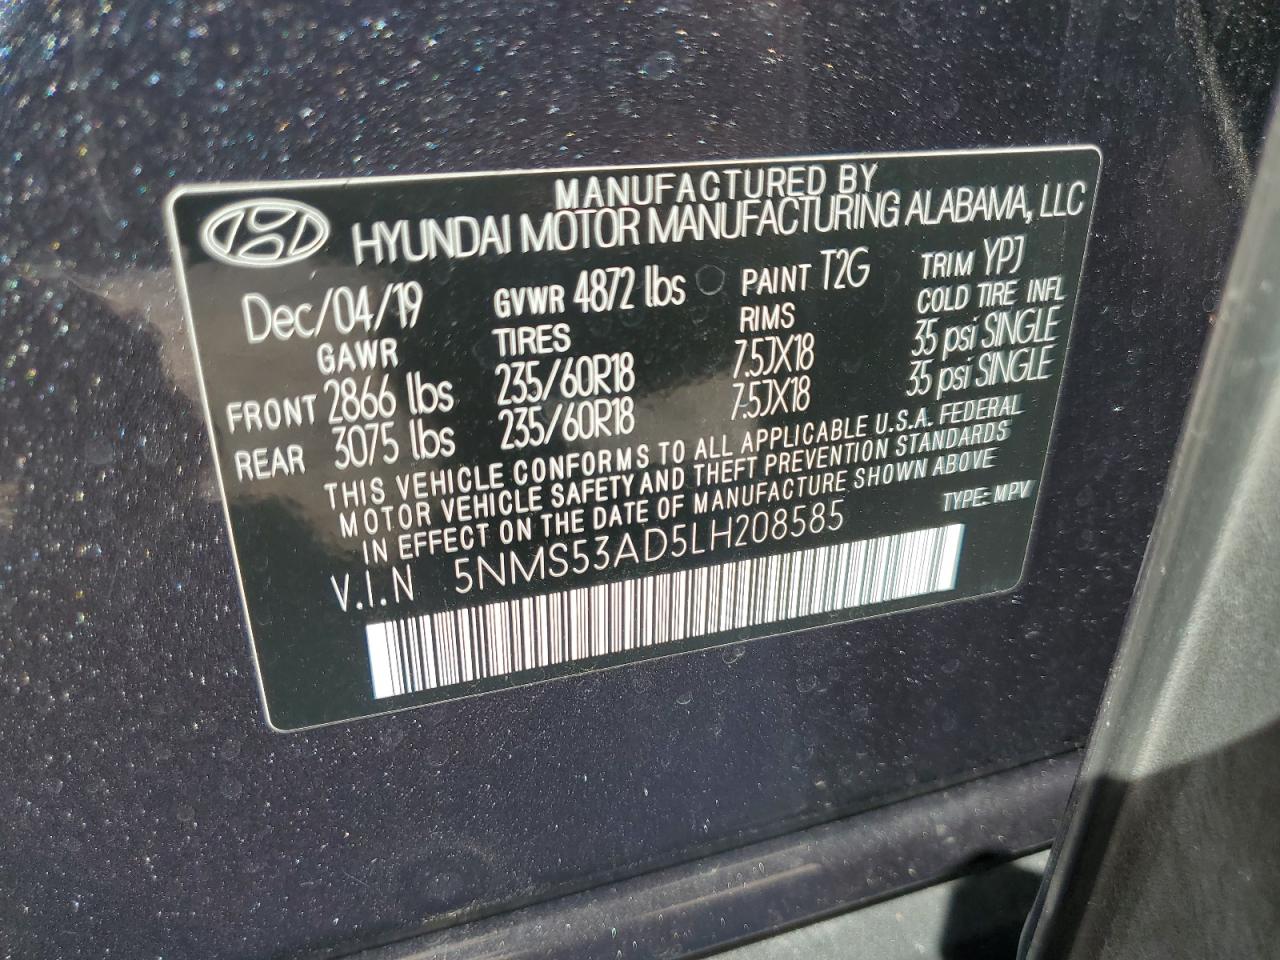 MANUFACTURED BY
HYUNDAI MOTOR MANUFACTURING ALABAMA, LLC
Dec/04/19 GVWR 4872 lbs PAINT T2G TRIM YPJ
GAWR TIRES RIMS COLD TIRE INFL
FRONT 2866 lbs 235/60R18 7.5JX18 35 psi SINGLE
REAR 3075 lbs 235/60R18 7.5JX18 35 psi SINGLE
THIS VEHICLE CONFORMS TO ALL APPLICABLE U.S.A. FEDERAL
MOTOR VEHICLE SAFETY AND THEFT PREVENTION STANDARDS
IN EFFECT ON THE DATE OF MANUFACTURE SHOWN ABOVE
V.I.N 5NMS53AD5LH208585 TYPE: MPV